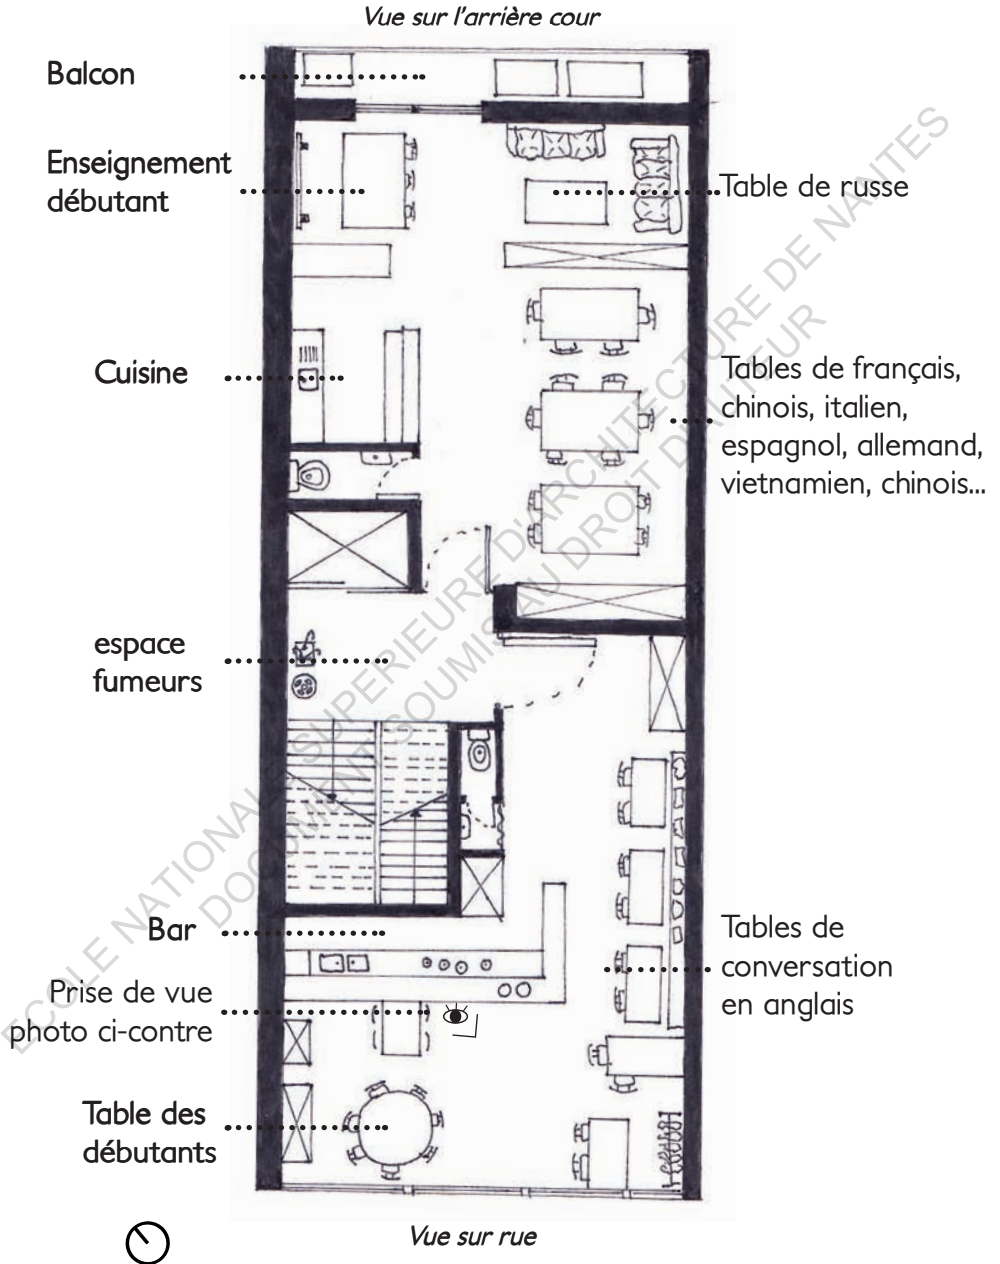 Vue sur l'arrière cour
Balcon
Enseignement
débutant
Table de russe
Cuisine
Tables de français,
chinois, italien,
espagnol, allemand,
vietnamien, chinois...
espace
fumeurs
Bar
Tables de
conversation
en anglais
Prise de vue
photo ci-contre
Table des
débutants
Vue sur rue
ECOLE NATIONALE SUPERIEURE D'ARCHITECTURE DE NANTES
DOCUMENT SOUMIS AU DROIT D'AUTEUR